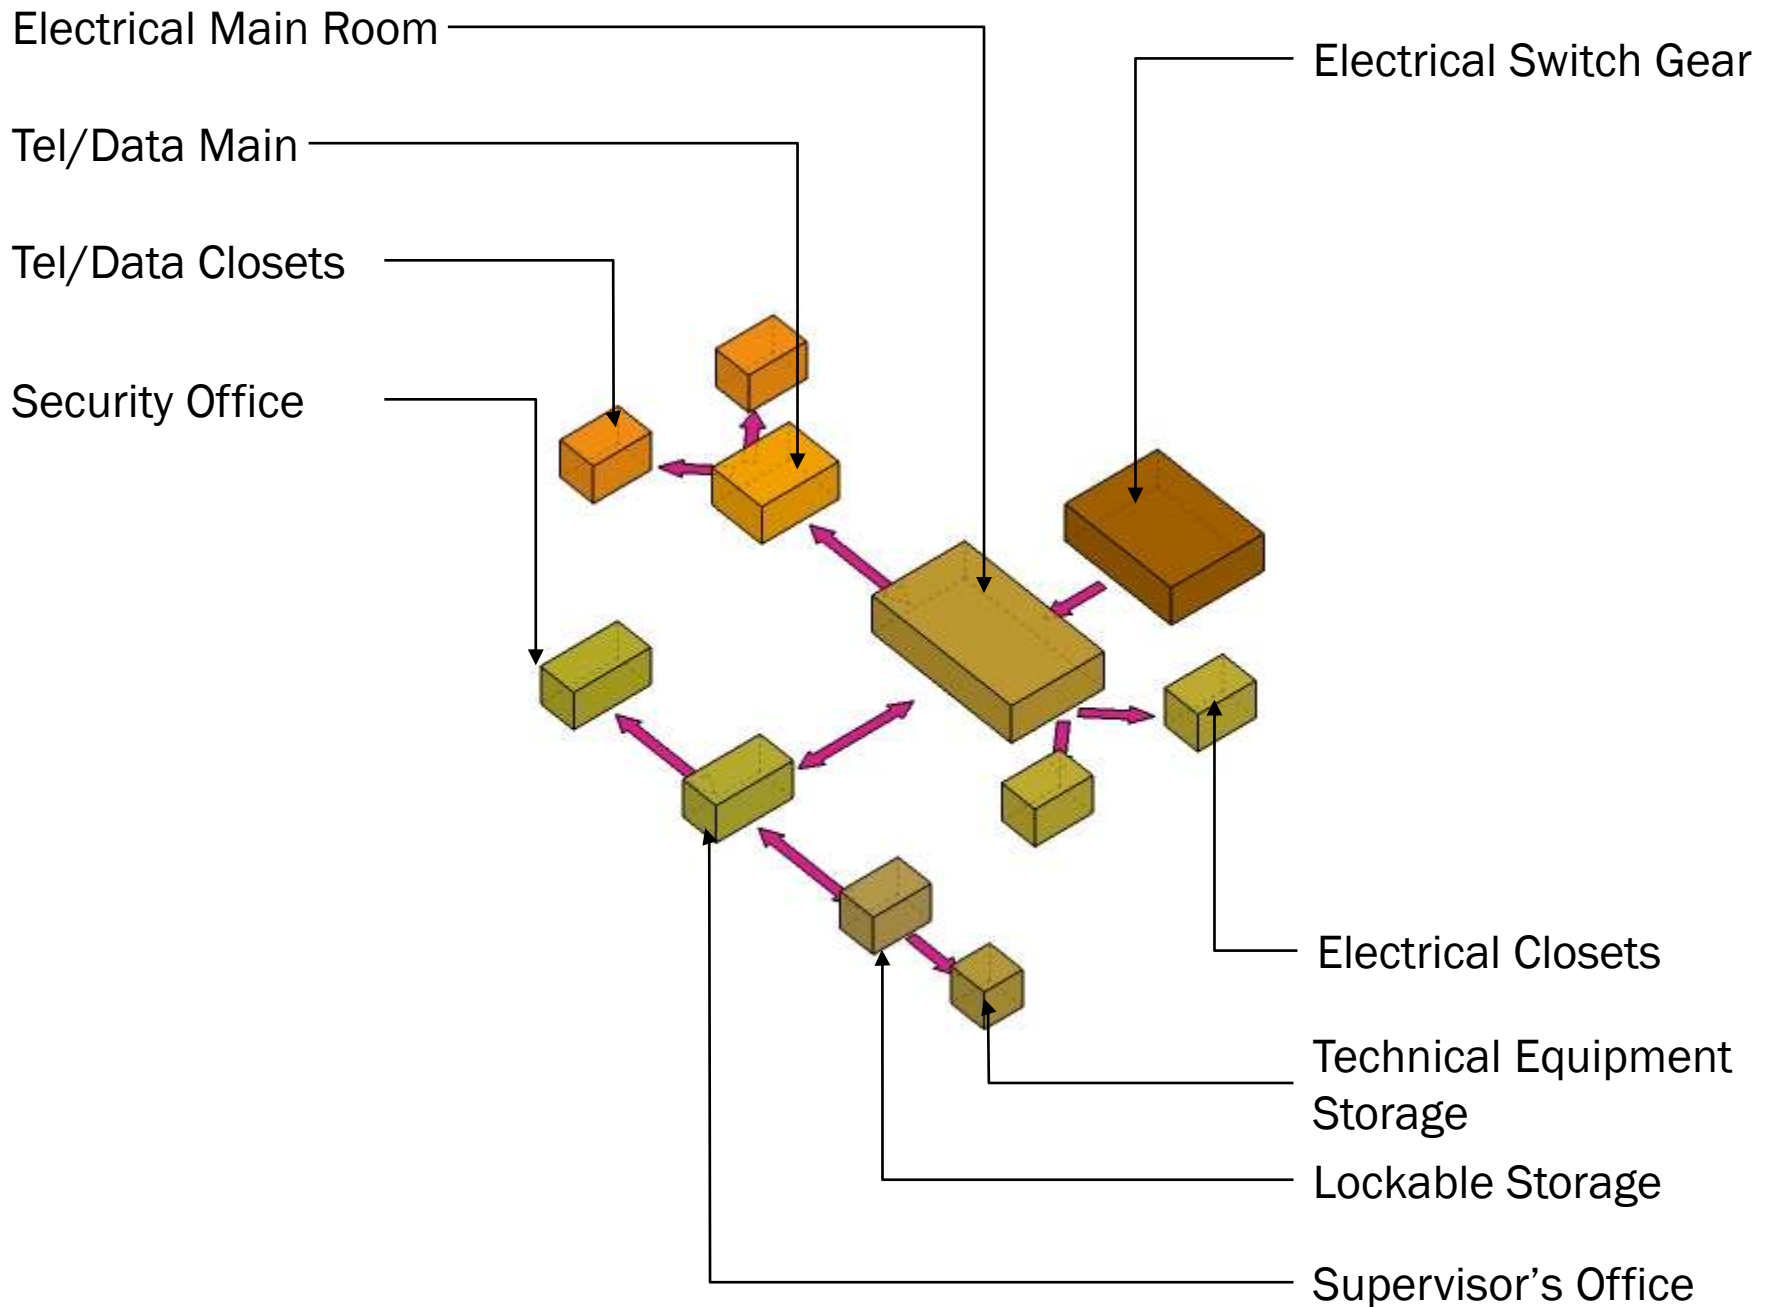 Electrical Main Room
Electrical Switch Gear
Tel/Data Main
Tel/Data Closets
Security Office
Electrical Closets
Technical Equipment
Storage
Lockable Storage
Supervisor’s Office